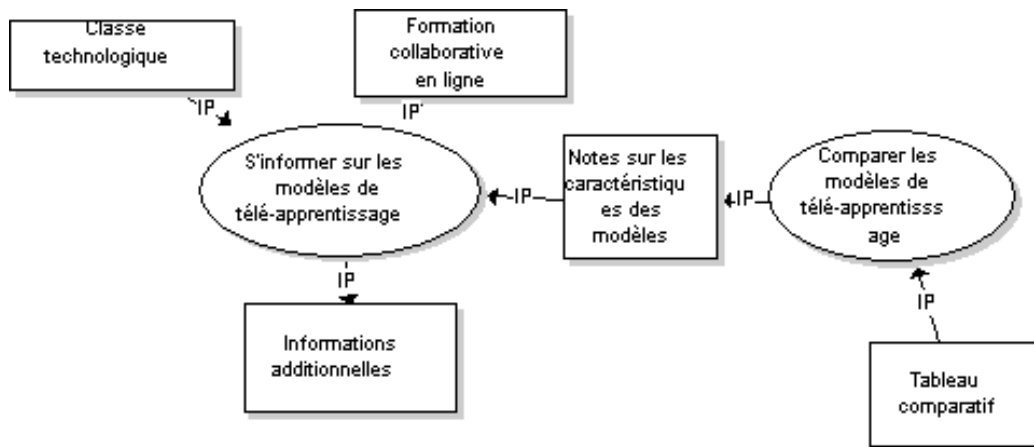 Classe
technologique
Formation
collaborative
en ligne
IP
IP
S'informer sur les
modèles de
télé-apprentissage
IP
Notes sur les
caractéristiqu
es des
modèles
IP
Comparer les
modèles de
télé-apprentisss
age
IP
Informations
additionnelles
IP
Tableau
comparatif